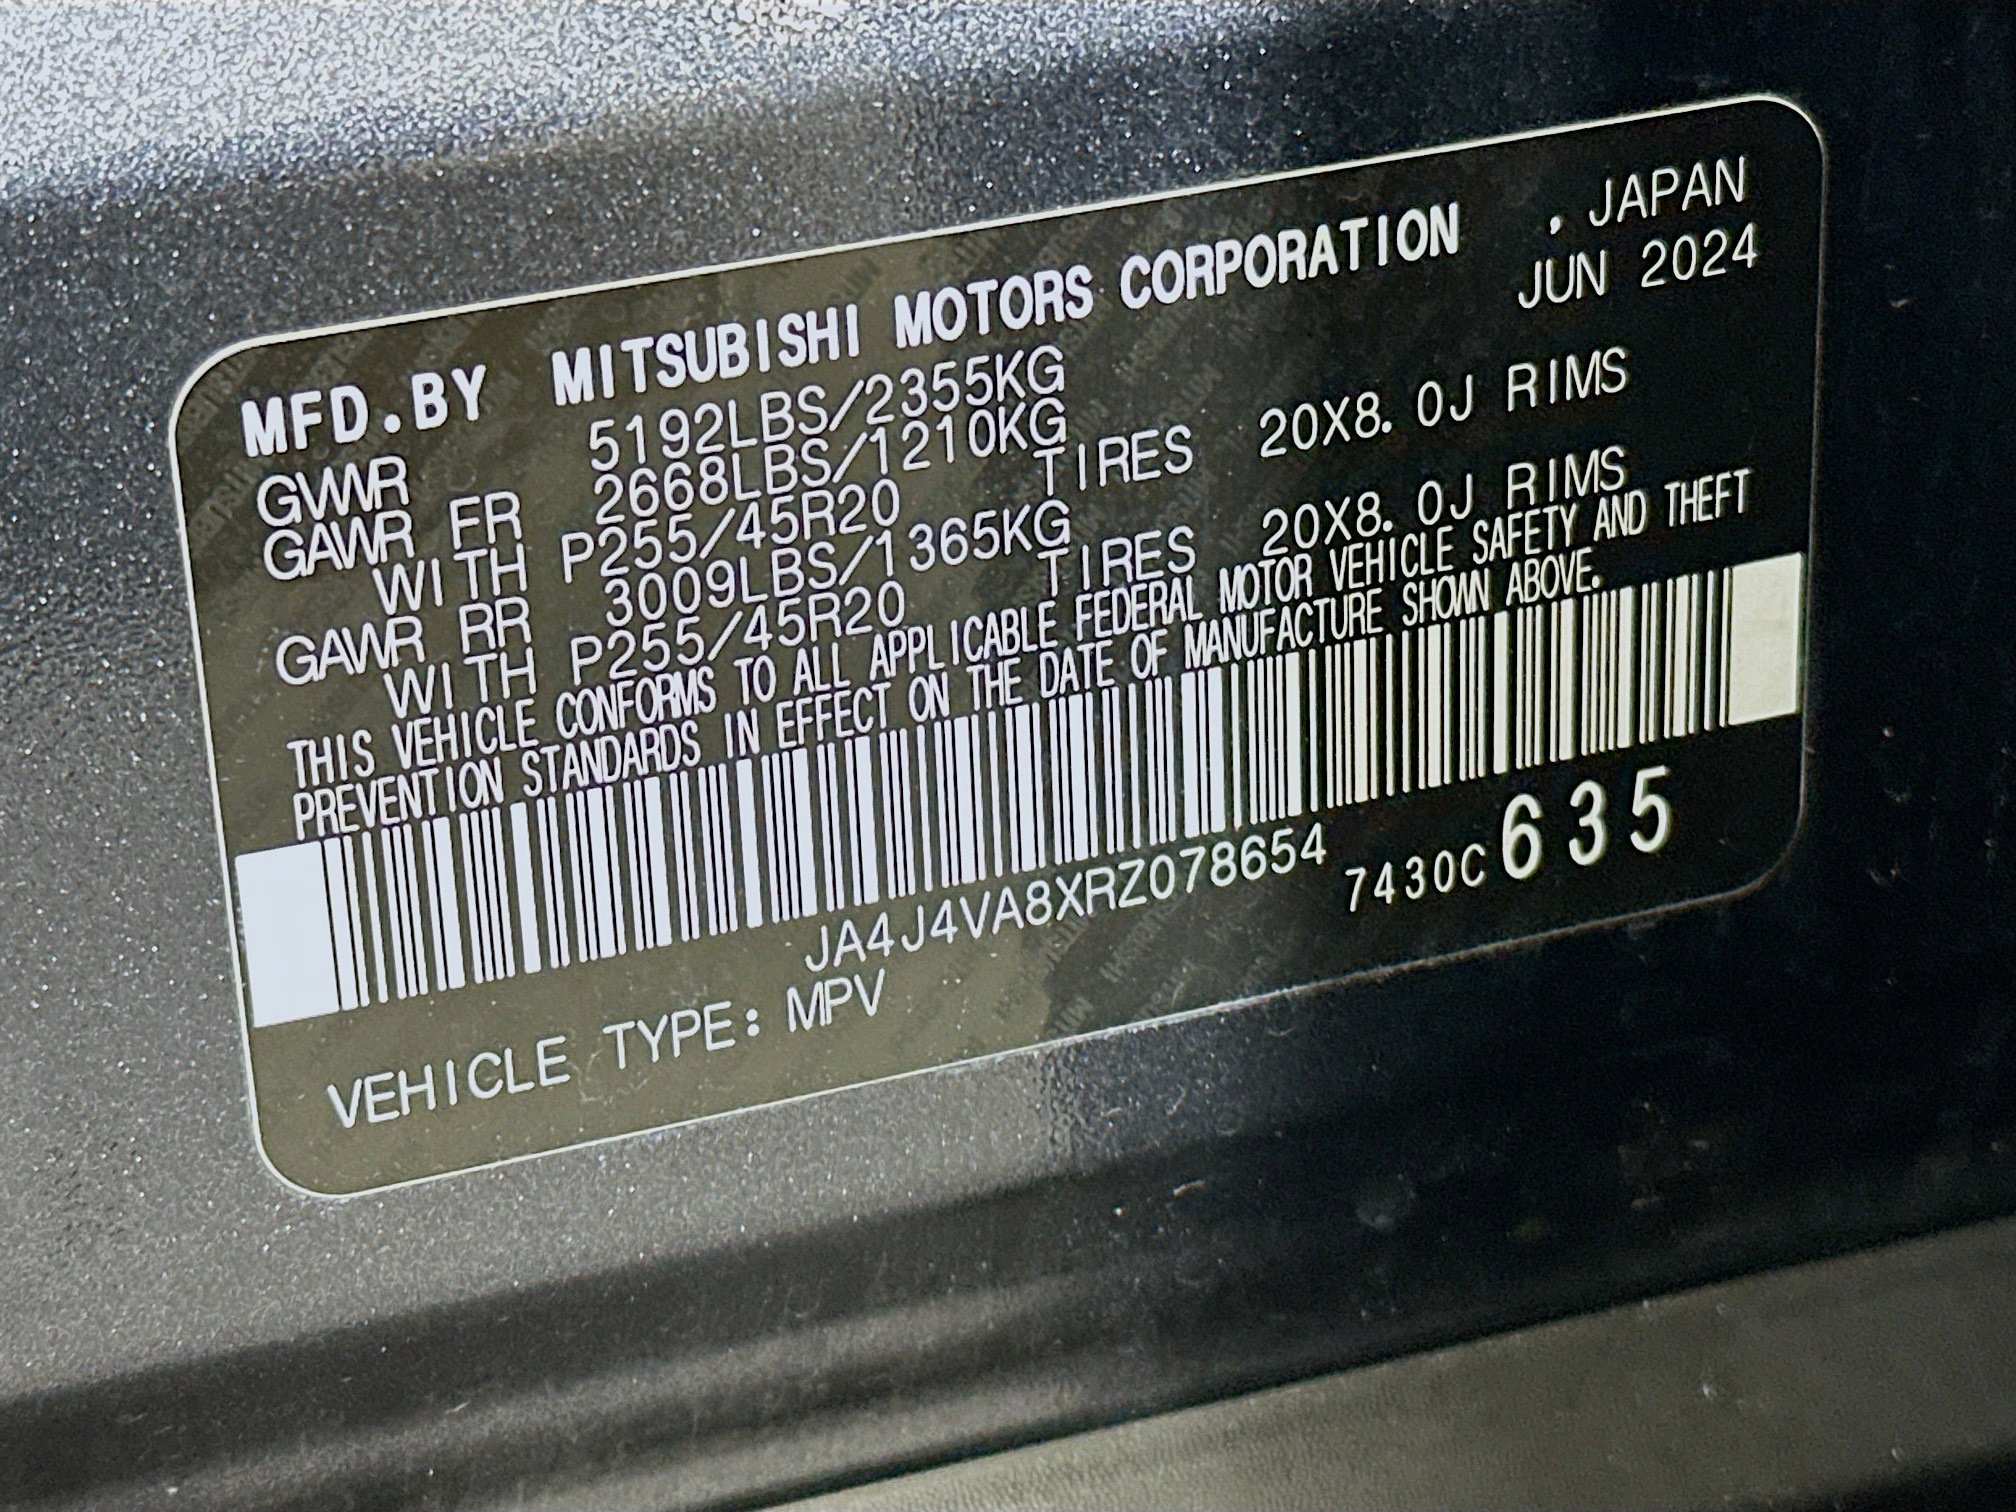 MFD.BY MITSUBISHI MOTORS CORPORATION , JAPAN
JUN 2024
GVWR 5192LBS/2355KG
GAWR FR 2668LBS/1210KG
WITH P255/45R20 TIRES 20X8.0J RIMS
GAWR RR 3009LBS/1365KG
WITH P255/45R20 TIRES 20X8.0J RIMS
THIS VEHICLE CONFORMS TO ALL APPLICABLE FEDERAL MOTOR VEHICLE SAFETY AND THEFT
PREVENTION STANDARDS IN EFFECT ON THE DATE OF MANUFACTURE SHOWN ABOVE.
JA4J4VA8XRZ078654 7430C635
VEHICLE TYPE: MPV